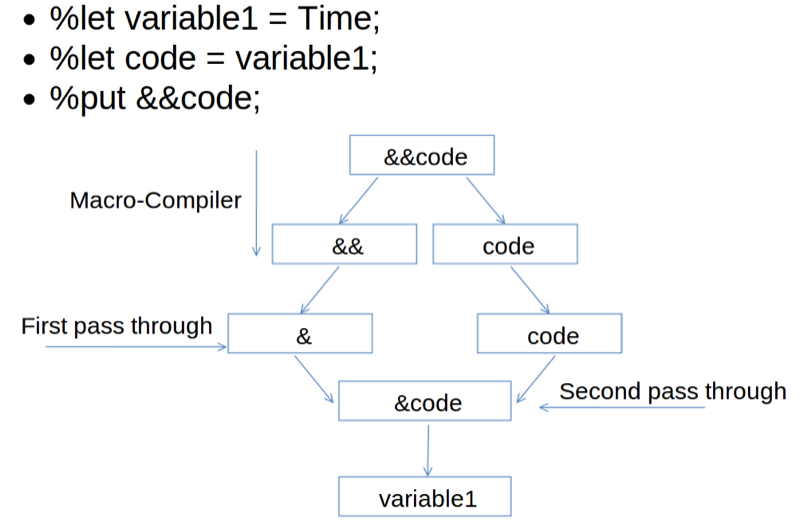 • %let variable1 = Time;
• %let code = variable1;
• %put &&code;
&&code
Macro-Compiler
&& code
First pass through
& code
&code
Second pass through
variable1